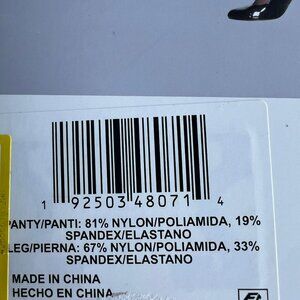 1 92503 48071 4
PANTY/PANTI: 81% NYLON/POLIAMIDA, 19%
SPANDEX/ELASTANO
LEG/PIERNA: 67% NYLON/POLIAMIDA, 33%
SPANDEX/ELASTANO
MADE IN CHINA
HECHO EN CHINA